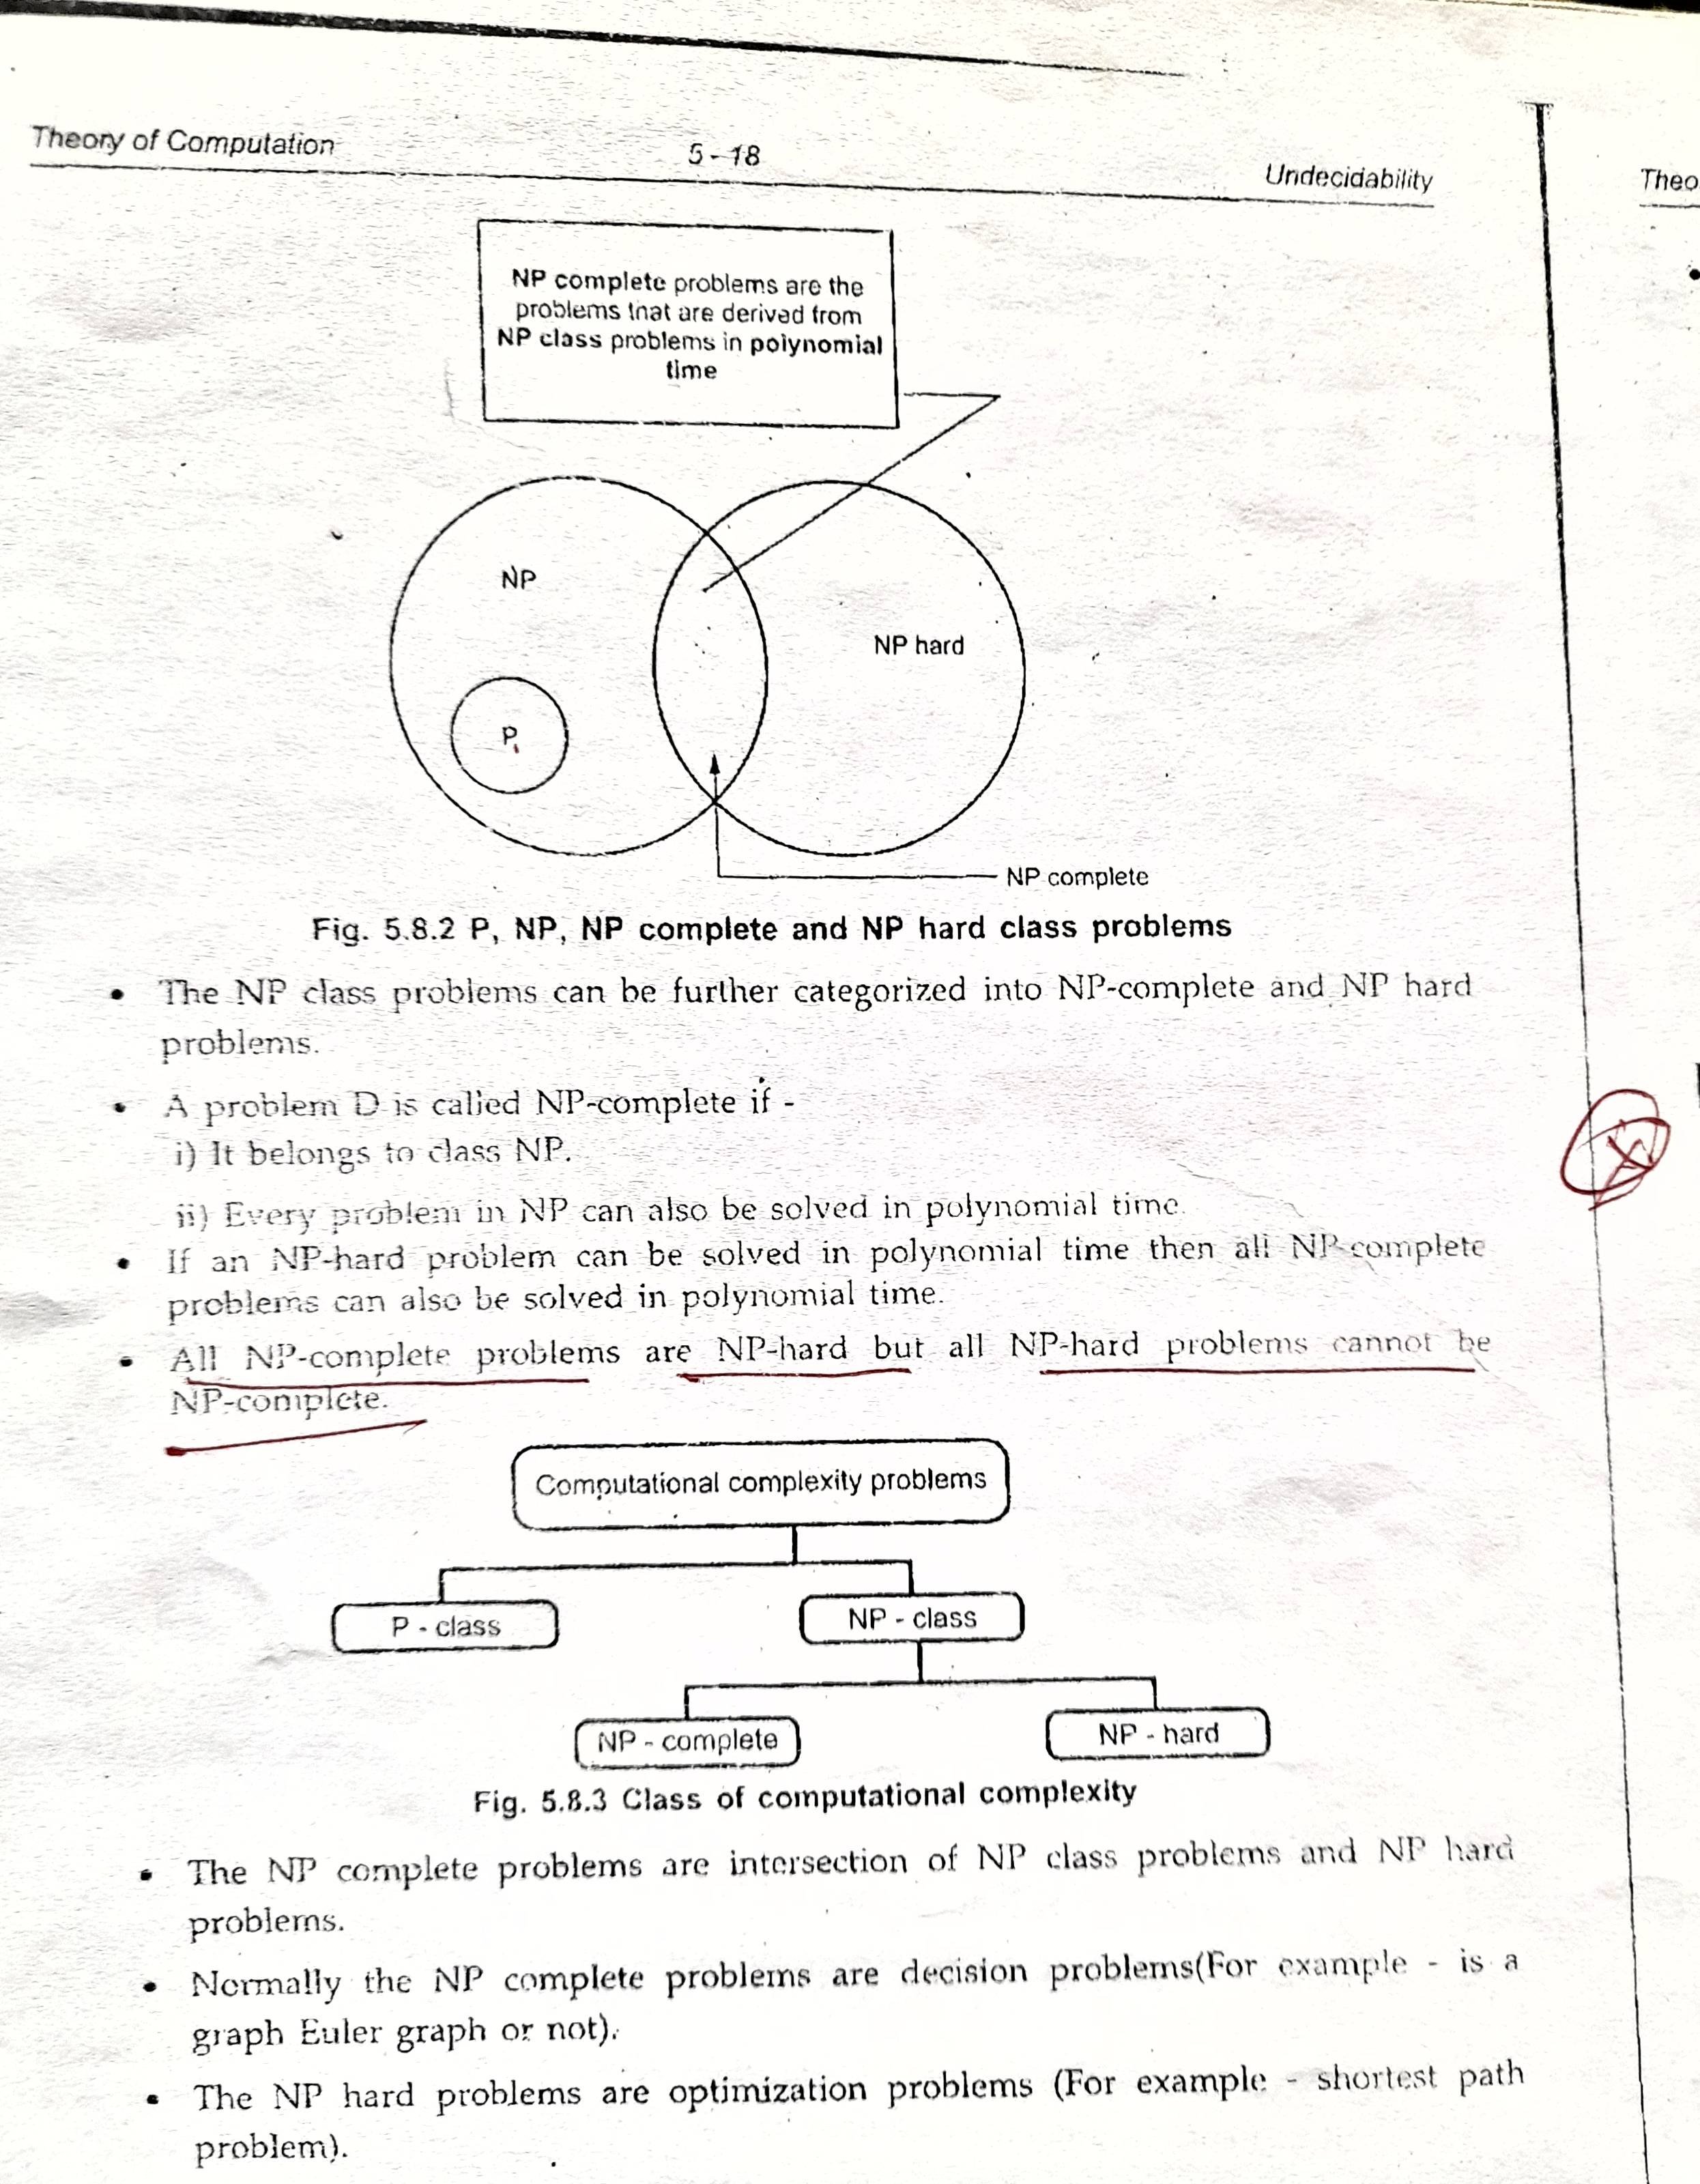 Theory of Computation
5 - 18
Undecidability
Theo
NP complete problems are the
problems that are derived from
NP class problems in polynomial
time
NP
NP hard
P
NP complete
Fig. 5.8.2 P, NP, NP complete and NP hard class problems
• The NP class problems can be further categorized into NP-complete and NP hard
problems.
• A problem D is called NP-complete if -
i) It belongs to class NP.
ii) Every problem in NP can also be solved in polynomial time.
• If an NP-hard problem can be solved in polynomial time then all NP-complete
problems can also be solved in polynomial time.
• All NP-complete problems are NP-hard but all NP-hard problems cannot be
NP-complete.
Computational complexity problems
P - class
NP - class
NP - complete
NP - hard
Fig. 5.8.3 Class of computational complexity
• The NP complete problems are intersection of NP class problems and NP hard
problems.
• Normally the NP complete problems are decision problems(For example - is a
graph Euler graph or not).
• The NP hard problems are optimization problems (For example - shortest path
problem).